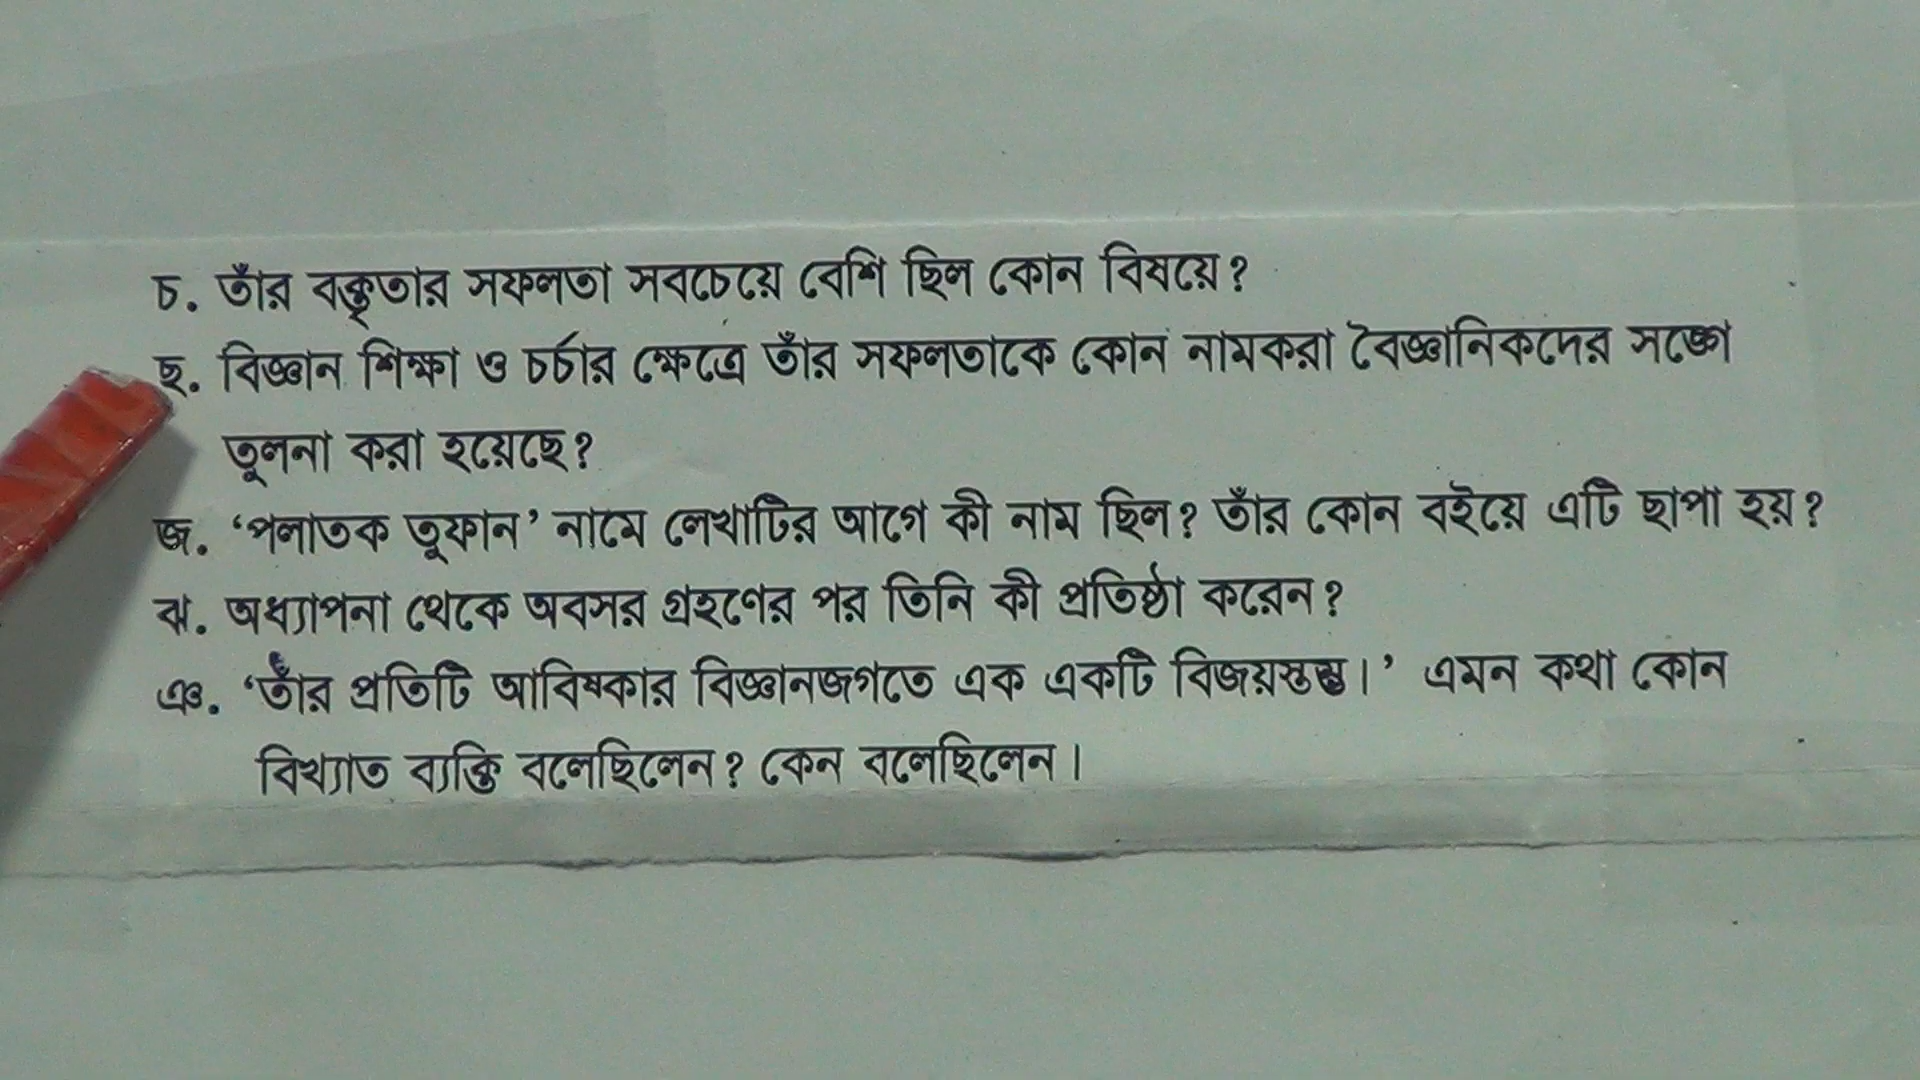 চ. তাঁর বক্তৃতার সফলতা সবচেয়ে বেশি ছিল কোন বিষয়ে?
ছ. বিজ্ঞান শিক্ষা ও চর্চার ক্ষেত্রে তাঁর সফলতাকে কোন নামকরা বৈজ্ঞানিকদের সঙ্গে
তুলনা করা হয়েছে?
জ. ‘পলাতক তুফান’ নামে লেখাটির আগে কী নাম ছিল? তাঁর কোন বইয়ে এটি ছাপা হয়?
ঝ. অধ্যাপনা থেকে অবসর গ্রহণের পর তিনি কী প্রতিষ্ঠা করেন?
ঞ. ‘তাঁর প্রতিটি আবিষ্কার বিজ্ঞানজগতে এক একটি বিজয়স্তম্ভ।’ এমন কথা কোন
বিখ্যাত ব্যক্তি বলেছিলেন? কেন বলেছিলেন।